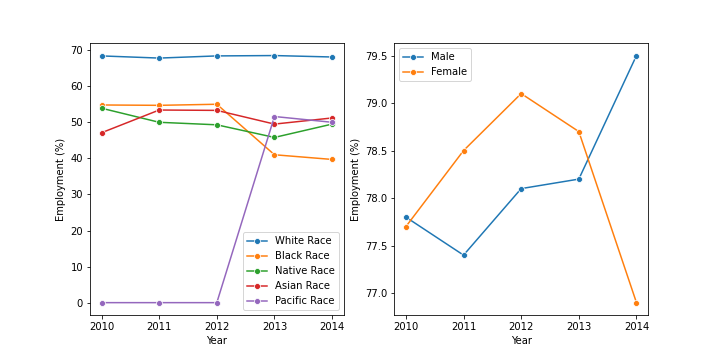 70
60
50
40
30
20
10
0
Employment (%)
2010 2011 2012 2013 2014
Year
White Race
Black Race
Native Race
Asian Race
Pacific Race
79.5
79.0
78.5
78.0
77.5
77.0
Employment (%)
2010 2011 2012 2013 2014
Year
Male
Female